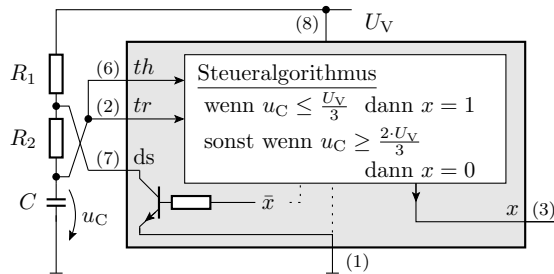 (8) U_V
R_1 (6) th Steueralgorithmus
(2) tr wenn u_C ≤ U_V/3 dann x = 1
R_2 sonst wenn u_C ≥ 2·U_V/3
(7) ds dann x = 0
C u_C x̄ x (3)
(1)